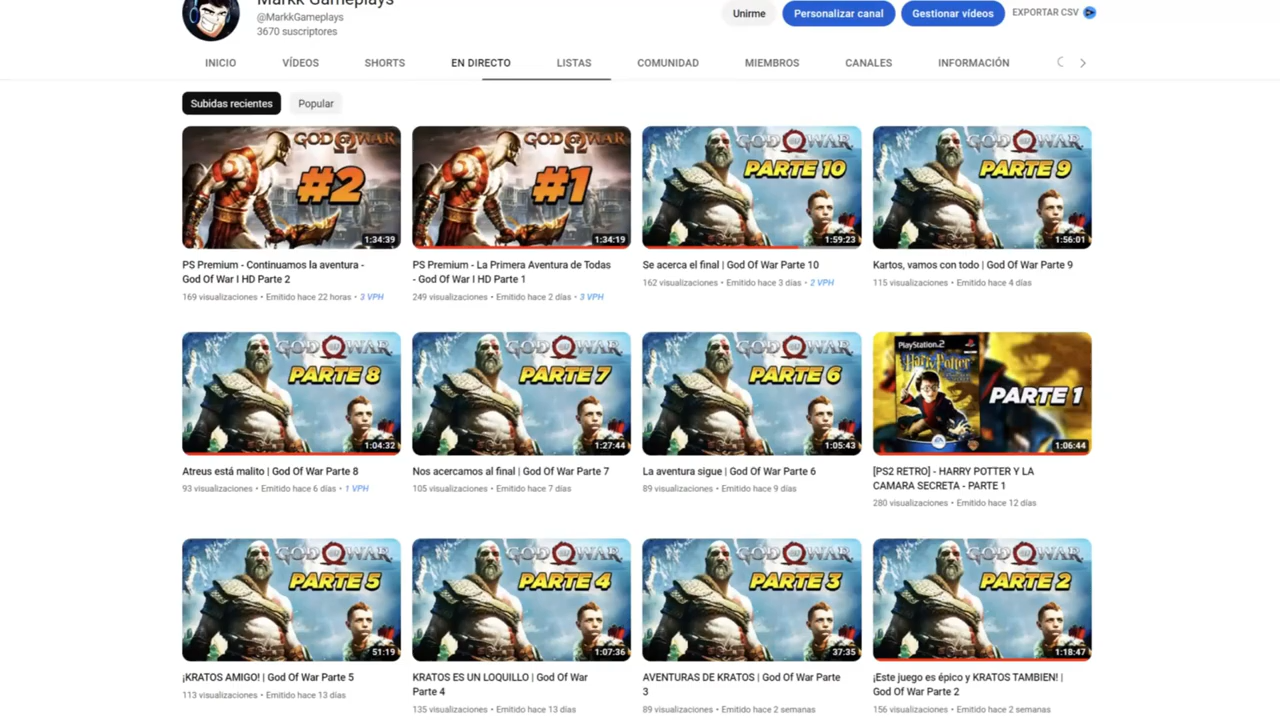 Markk Gameplays
@MarkkGameplays
3670 suscriptores
Unirme
Personalizar canal
Gestionar vídeos
EXPORTAR CSV
INICIO
VÍDEOS
SHORTS
EN DIRECTO
LISTAS
COMUNIDAD
MIEMBROS
CANALES
INFORMACIÓN
Subidas recientes
Popular
GOD OF WAR
#2
1:34:39
GOD OF WAR
#1
1:34:19
GOD OF WAR
PARTE 10
1:59:23
GOD OF WAR
PARTE 9
1:56:01
PS Premium - Continuamos la aventura -
God Of War I HD Parte 2
169 visualizaciones • Emitido hace 22 horas • 3 VPH
PS Premium - La Primera Aventura de Todas
- God Of War I HD Parte 1
249 visualizaciones • Emitido hace 2 días • 3 VPH
Se acerca el final | God Of War Parte 10
162 visualizaciones • Emitido hace 3 días • 2 VPH
Kartos, vamos con todo | God Of War Parte 9
115 visualizaciones • Emitido hace 4 días
GOD OF WAR
PARTE 8
1:04:32
GOD OF WAR
PARTE 7
1:27:44
GOD OF WAR
PARTE 6
1:05:43
PlayStation.2
Harry Potter
EA
PARTE 1
1:06:44
Atreus está malito | God Of War Parte 8
93 visualizaciones • Emitido hace 6 días • 1 VPH
Nos acercamos al final | God Of War Parte 7
105 visualizaciones • Emitido hace 7 días
La aventura sigue | God Of War Parte 6
89 visualizaciones • Emitido hace 9 días
[PS2 RETRO] - HARRY POTTER Y LA
CAMARA SECRETA - PARTE 1
280 visualizaciones • Emitido hace 12 días
GOD OF WAR
PARTE 5
51:19
GOD OF WAR
PARTE 4
1:07:36
GOD OF WAR
PARTE 3
37:35
GOD OF WAR
PARTE 2
1:18:47
¡KRATOS AMIGO! | God Of War Parte 5
113 visualizaciones • Emitido hace 13 días
KRATOS ES UN LOQUILLO | God Of War
Parte 4
135 visualizaciones • Emitido hace 13 días
AVENTURAS DE KRATOS | God Of War Parte
3
89 visualizaciones • Emitido hace 2 semanas
¡Este juego es épico y KRATOS TAMBIEN! |
God Of War Parte 2
156 visualizaciones • Emitido hace 2 semanas